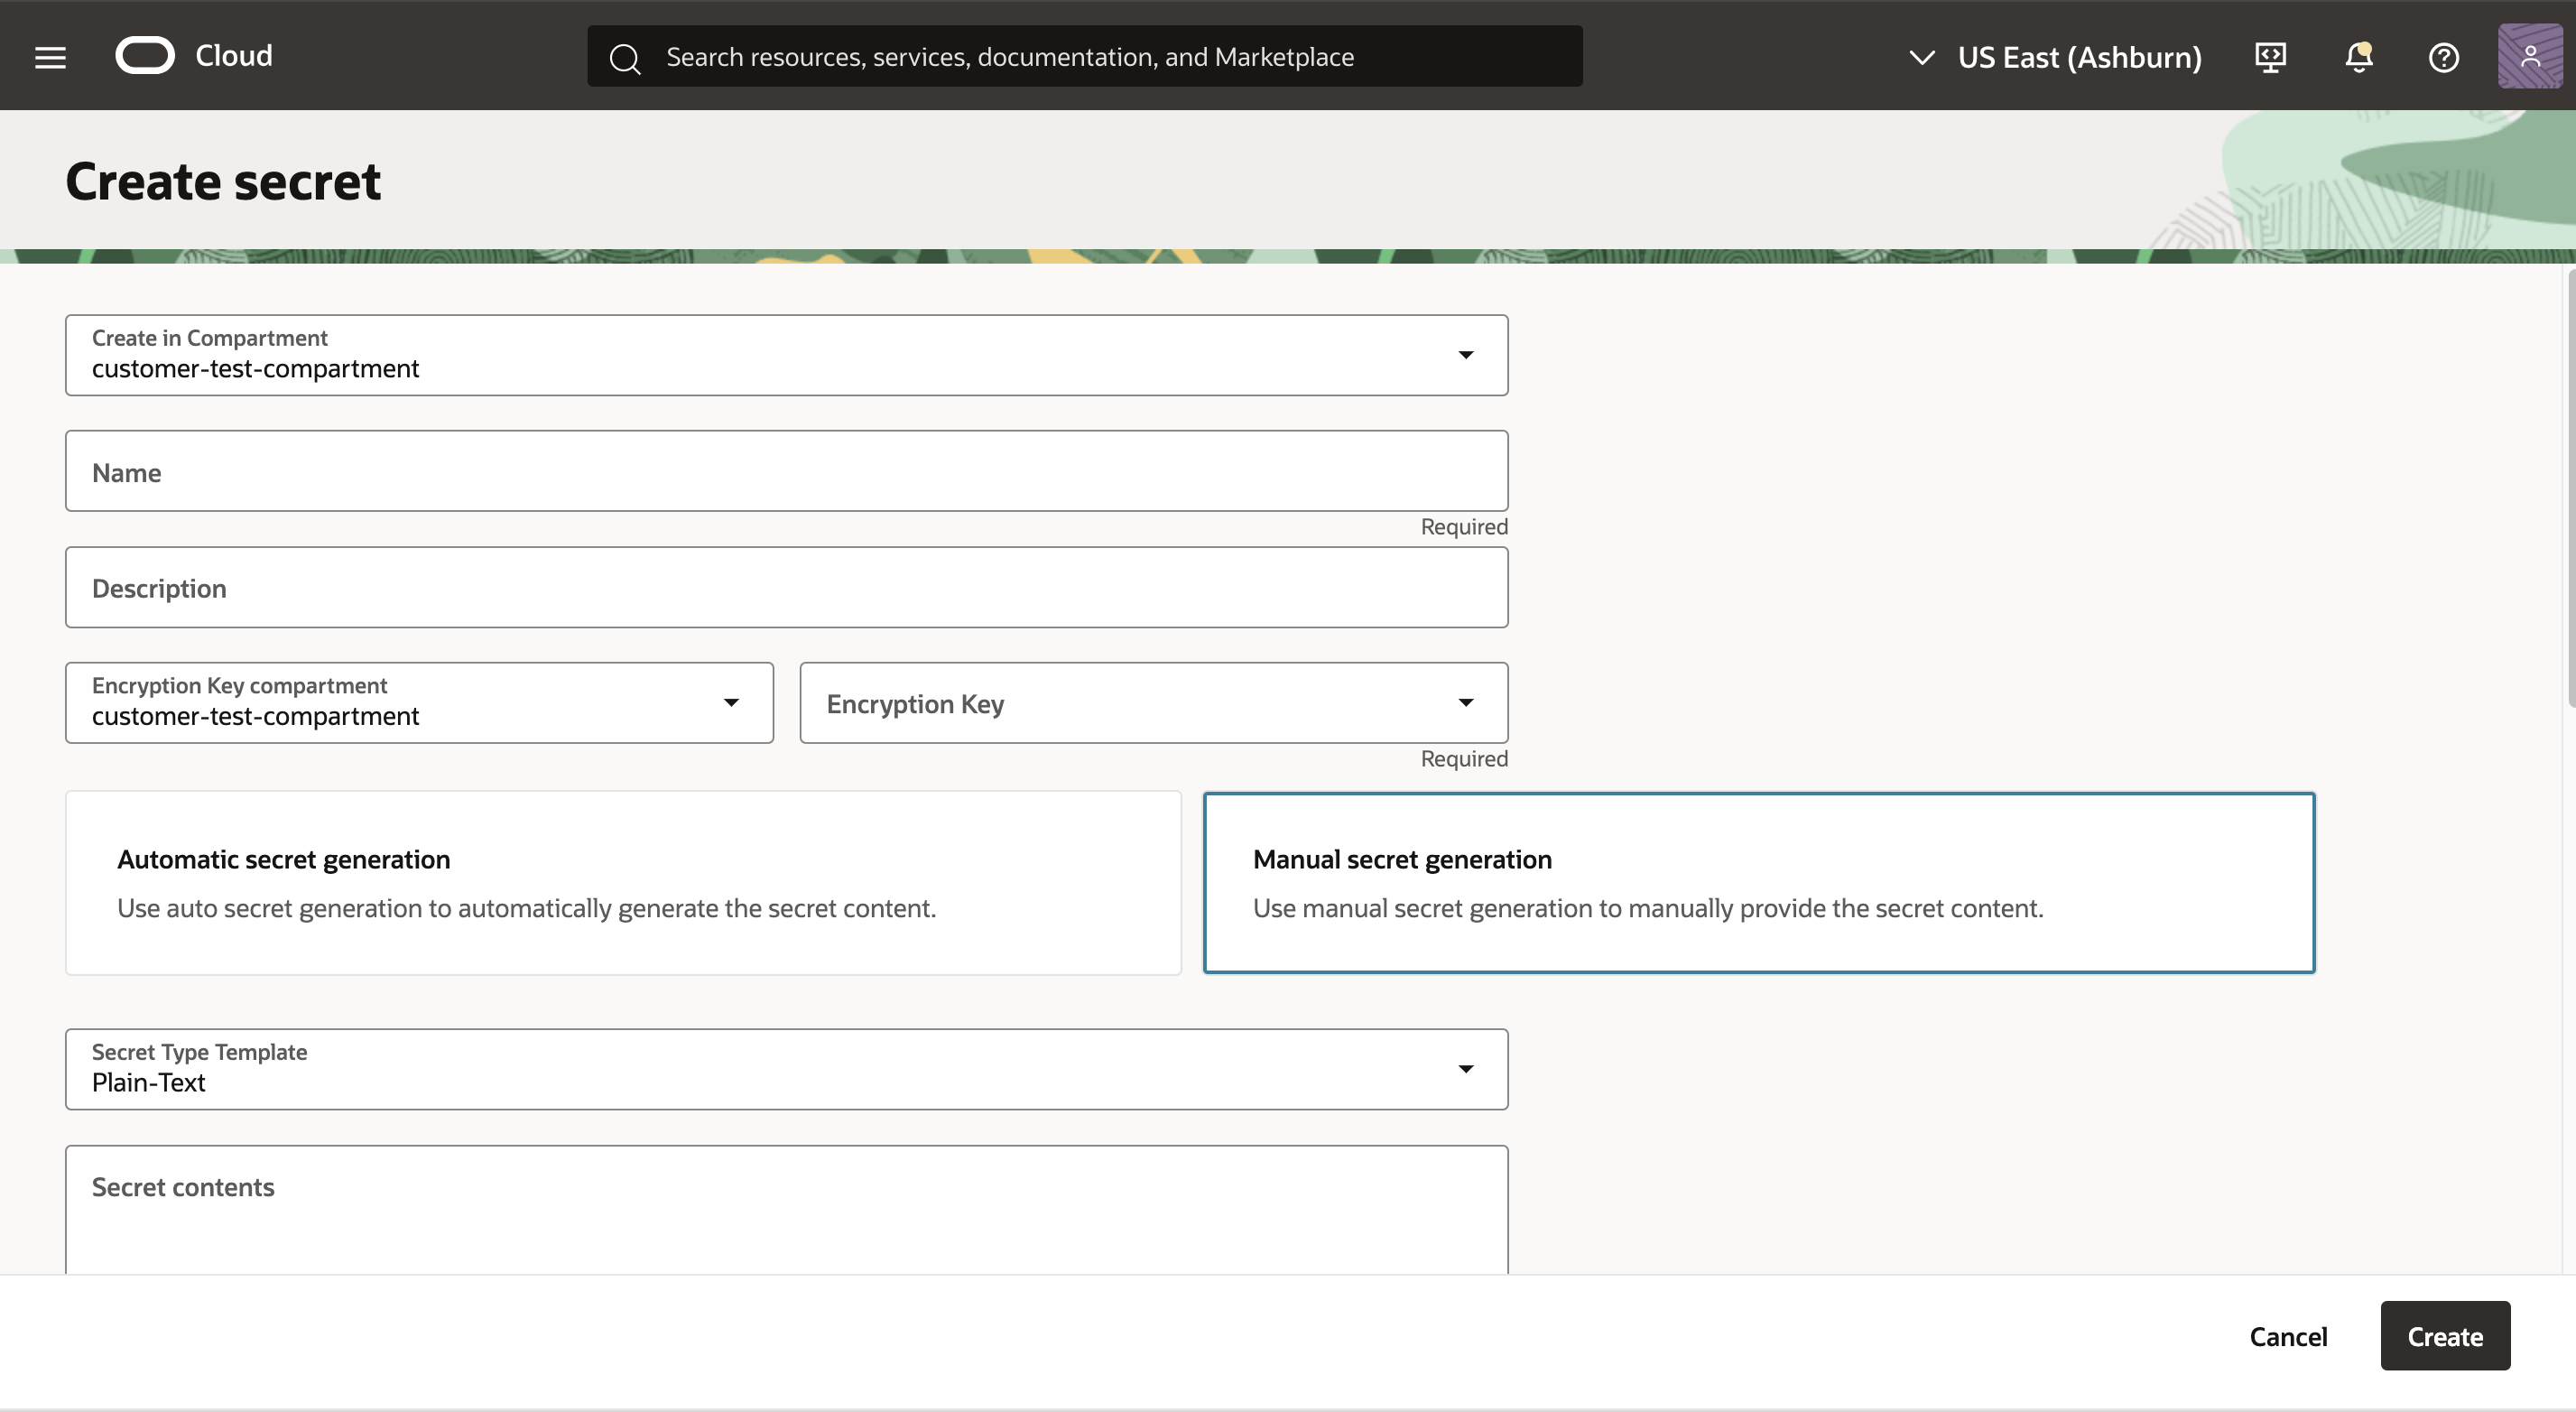 Cloud
Search resources, services, documentation, and Marketplace
US East (Ashburn)
Create secret
Create in Compartment
customer-test-compartment
Name
Required
Description
Encryption Key compartment
customer-test-compartment
Encryption Key
Required
Automatic secret generation
Use auto secret generation to automatically generate the secret content.
Manual secret generation
Use manual secret generation to manually provide the secret content.
Secret Type Template
Plain-Text
Secret contents
Cancel
Create